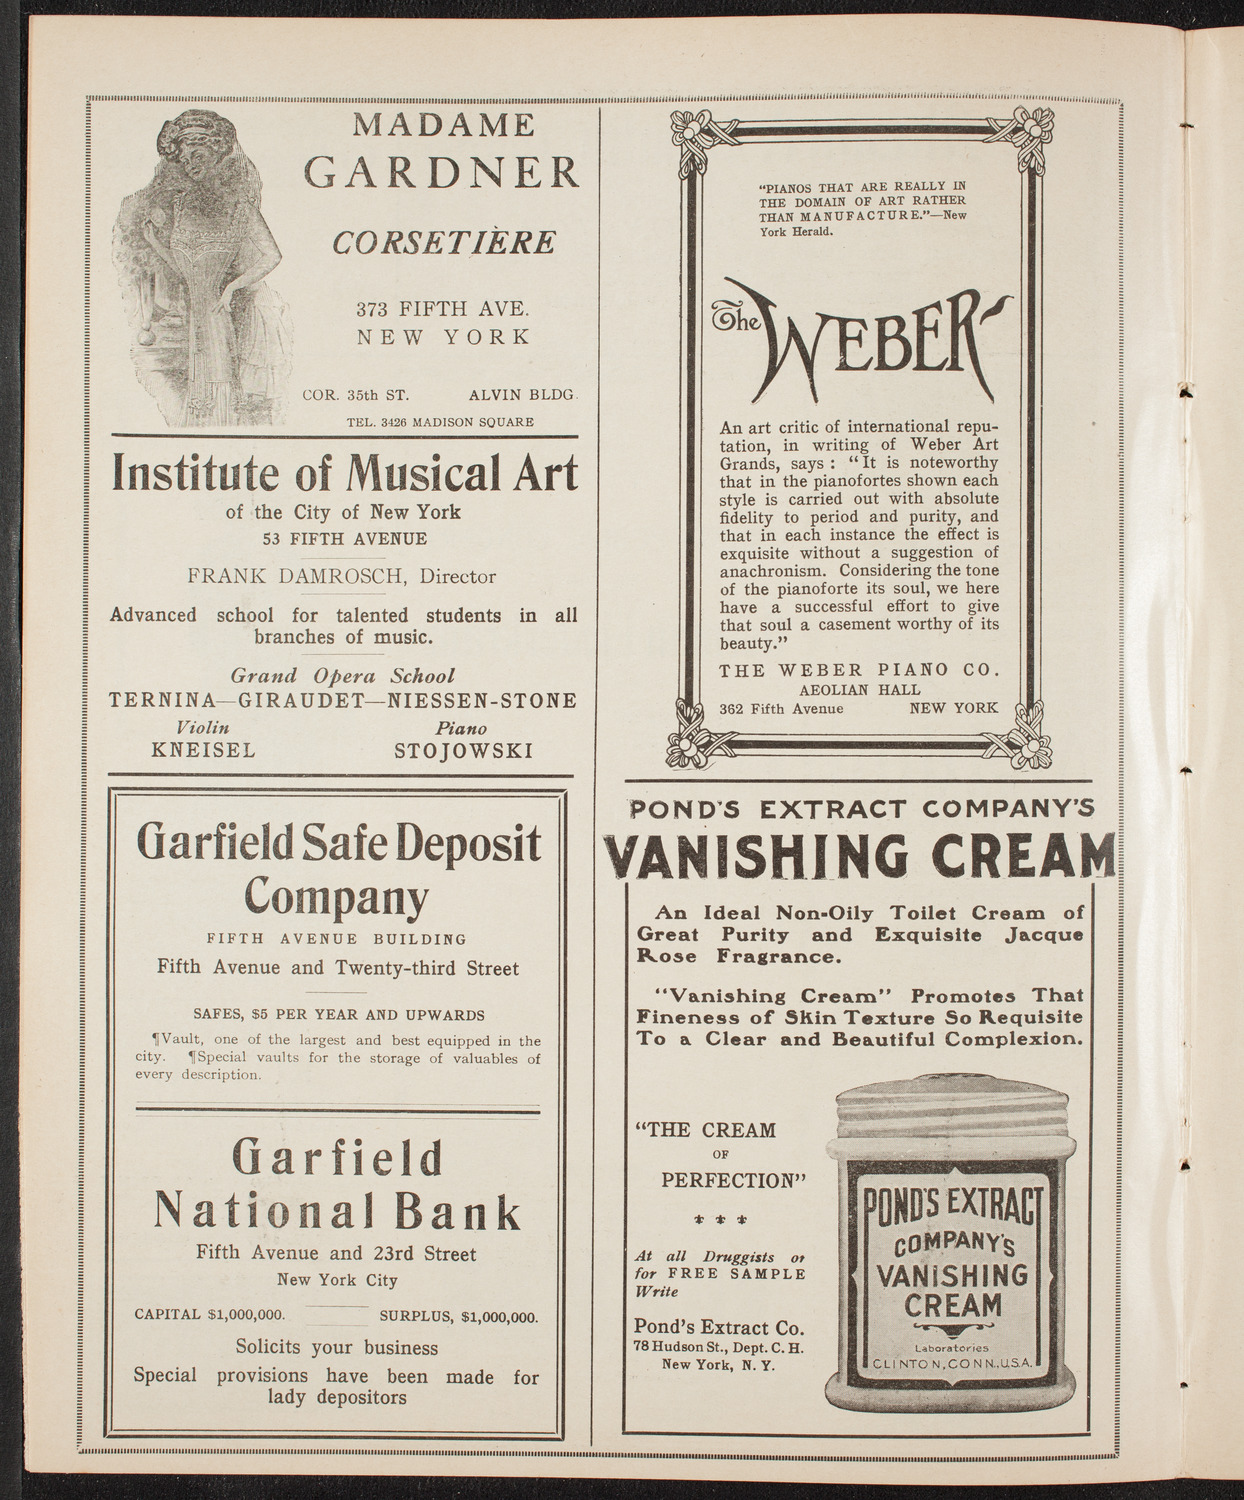 MADAME
GARDNER
CORSETIÈRE
373 FIFTH AVE.
NEW YORK
COR. 35th ST. ALVIN BLDG.
TEL. 3426 MADISON SQUARE
Institute of Musical Art
of the City of New York
53 FIFTH AVENUE
FRANK DAMROSCH, Director
Advanced school for talented students in all
branches of music.
Grand Opera School
TERNINA—GIRAUDET—NIESSEN-STONE
Violin Piano
KNEISEL STOJOWSKI
Garfield Safe Deposit
Company
FIFTH AVENUE BUILDING
Fifth Avenue and Twenty-third Street
SAFES, $5 PER YEAR AND UPWARDS
¶Vault, one of the largest and best equipped in the
city. ¶Special vaults for the storage of valuables of
every description.
Garfield
National Bank
Fifth Avenue and 23rd Street
New York City
CAPITAL $1,000,000. SURPLUS, $1,000,000.
Solicits your business
Special provisions have been made for
lady depositors
"PIANOS THAT ARE REALLY IN
THE DOMAIN OF ART RATHER
THAN MANUFACTURE."—New
York Herald.
The WEBER
An art critic of international repu-
tation, in writing of Weber Art
Grands, says: "It is noteworthy
that in the pianofortes shown each
style is carried out with absolute
fidelity to period and purity, and
that in each instance the effect is
exquisite without a suggestion of
anachronism. Considering the tone
of the pianoforte its soul, we here
have a successful effort to give
that soul a casement worthy of its
beauty."
THE WEBER PIANO CO.
AEOLIAN HALL
362 Fifth Avenue NEW YORK
POND'S EXTRACT COMPANY'S
VANISHING CREAM
An Ideal Non-Oily Toilet Cream of
Great Purity and Exquisite Jacque
Rose Fragrance.
"Vanishing Cream" Promotes That
Fineness of Skin Texture So Requisite
To a Clear and Beautiful Complexion.
"THE CREAM
OF
PERFECTION"
* * *
At all Druggists or
for FREE SAMPLE
Write
Pond's Extract Co.
78 Hudson St., Dept. C. H.
New York, N. Y.
POND'S EXTRACT
COMPANY'S
VANISHING
CREAM
Laboratories
CLINTON, CONN., U.S.A.